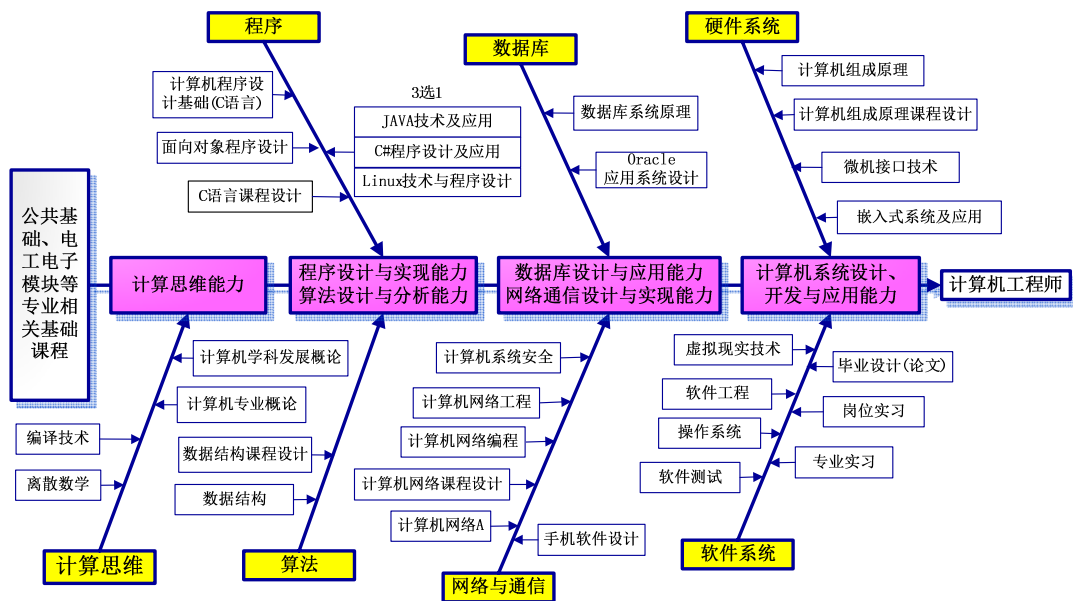 程序
数据库
硬件系统
计算机程序设
计基础(C语言)
面向对象程序设计
C语言课程设计
3选1
JAVA技术及应用
C#程序设计及应用
Linux技术与程序设计
数据库系统原理
Oracle
应用系统设计
计算机组成原理
计算机组成原理课程设计
微机接口技术
嵌入式系统及应用
公共基
础、电
工电子
模块等
专业相
关基础
课程
计算思维能力
程序设计与实现能力
算法设计与分析能力
数据库设计与应用能力
网络通信设计与实现能力
计算机系统设计、
开发与应用能力
计算机工程师
计算机学科发展概论
计算机专业概论
编译技术
离散数学
计算思维
数据结构课程设计
数据结构
算法
计算机系统安全
计算机网络工程
计算机网络编程
计算机网络课程设计
计算机网络A
手机软件设计
网络与通信
虚拟现实技术
毕业设计(论文)
软件工程
岗位实习
操作系统
专业实习
软件测试
软件系统